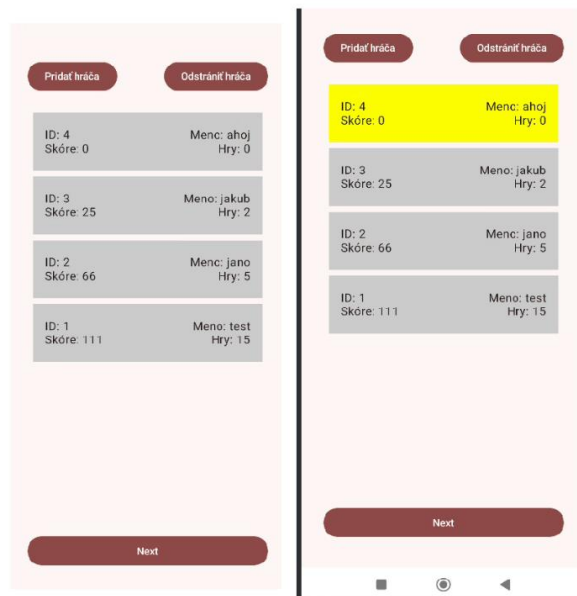 Pridať hráča
Odstrániť hráča
ID: 4
Menc: ahoj
Skóre: 0
Hry: 0
ID: 3
Meno: jakub
Skóre: 25
Hry: 2
ID: 2
Menc: jano
Skóre: 66
Hry: 5
ID: 1
Meno: test
Skóre: 111
Hry: 15
Next
Pridať hráča
Odstrániť hráča
ID: 4
Menc: ahoj
Skóre: 0
Hry: 0
ID: 3
Meno: jakub
Skóre: 25
Hry: 2
ID: 2
Menc: jano
Skóre: 66
Hry: 5
ID: 1
Meno: test
Skóre: 111
Hry: 15
Next